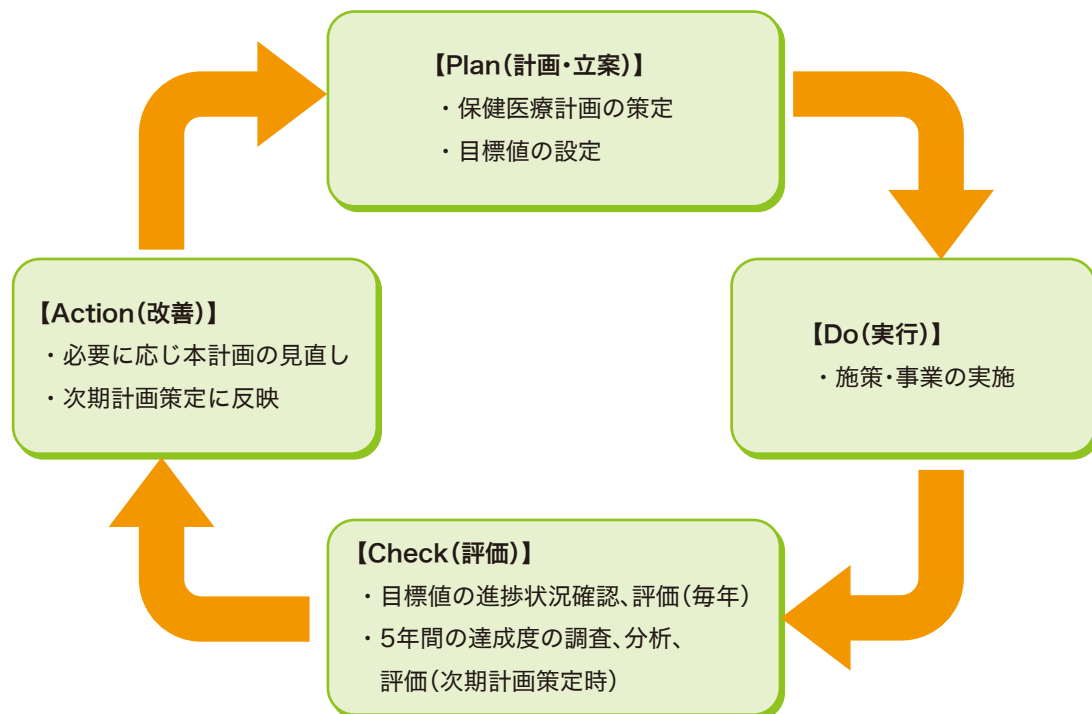 【Plan（計画・立案）】
・保健医療計画の策定
・目標値の設定
【Do（実行）】
・施策・事業の実施
【Check（評価）】
・目標値の進捗状況確認、評価（毎年）
・5年間の達成度の調査、分析、
評価（次期計画策定時）
【Action（改善）】
・必要に応じ本計画の見直し
・次期計画策定に反映